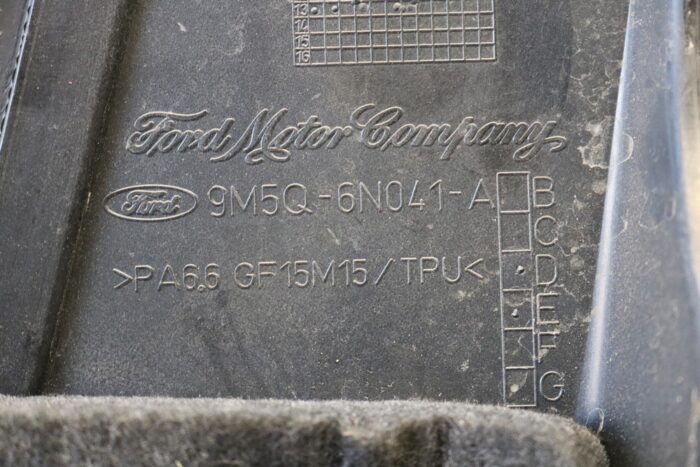 13
14
15
16
Ford Motor Company
Ford 9M5Q-6N041-A B
C
>PA6.6 GF15M15/TPU< D
E
F
G